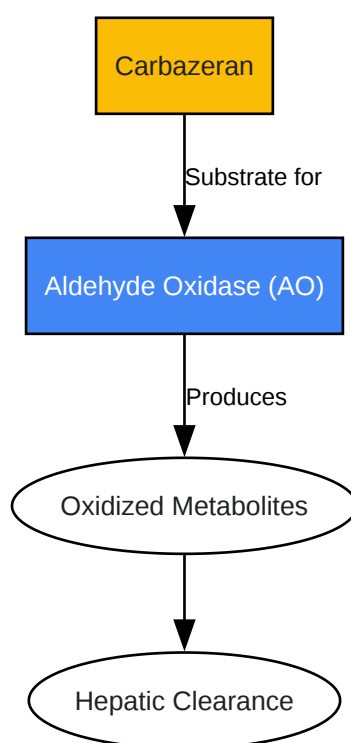 Carbazeran
Substrate for
Aldehyde Oxidase (AO)
Produces
Oxidized Metabolites
Hepatic Clearance